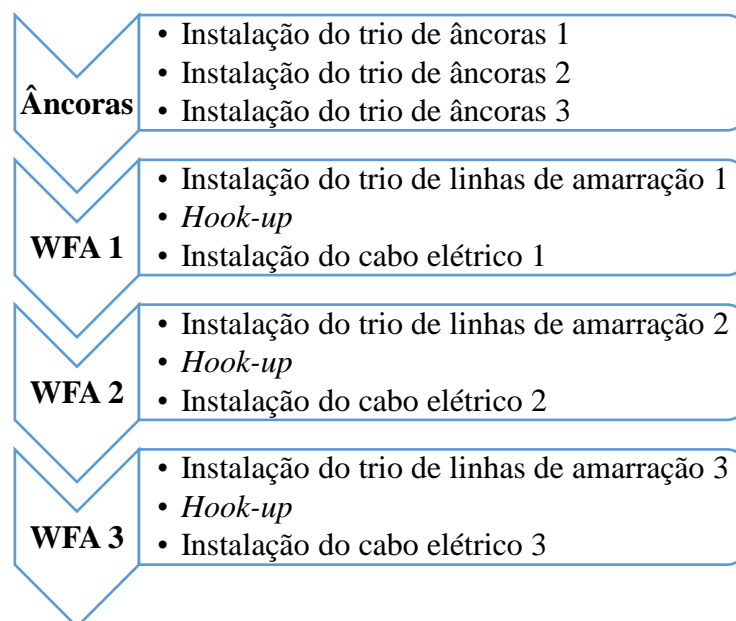 Âncoras
• Instalação do trio de âncoras 1
• Instalação do trio de âncoras 2
• Instalação do trio de âncoras 3
WFA 1
• Instalação do trio de linhas de amarração 1
• Hook-up
• Instalação do cabo elétrico 1
WFA 2
• Instalação do trio de linhas de amarração 2
• Hook-up
• Instalação do cabo elétrico 2
WFA 3
• Instalação do trio de linhas de amarração 3
• Hook-up
• Instalação do cabo elétrico 3